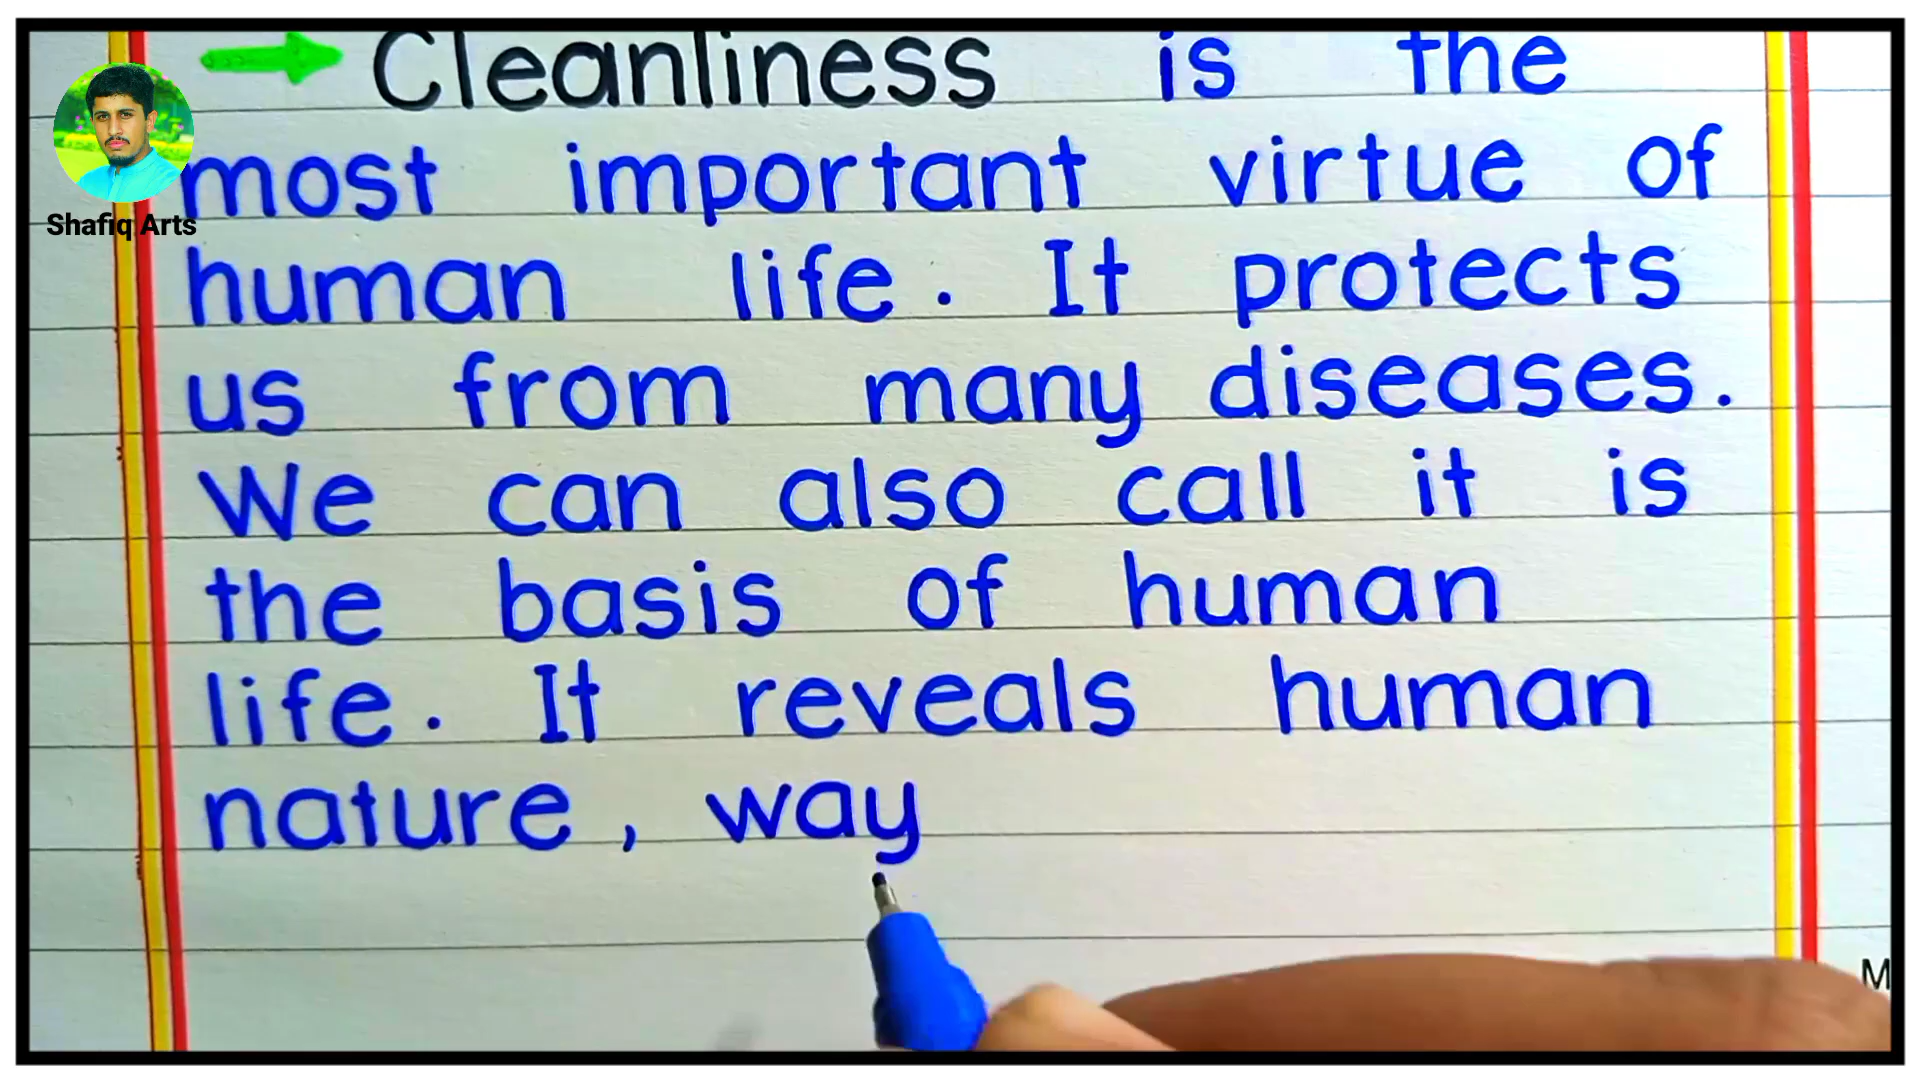 Cleanliness is the
most important virtue of
Shafiq Arts
human life. It protects
us from many diseases.
We can also call it is
the basis of human
life. It reveals human
nature, way
M